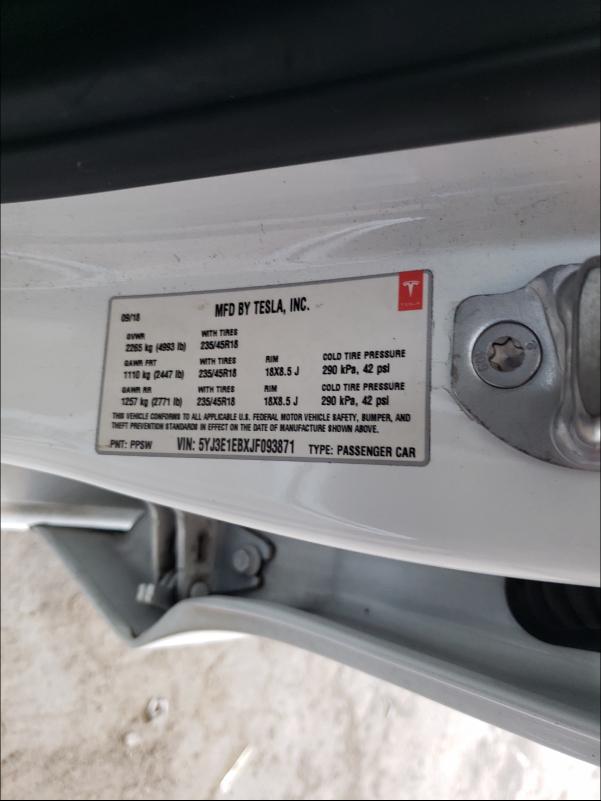 09/18 MFD BY TESLA, INC.
TESLA
GVWR WITH TIRES
2265 kg (4993 lb) 235/45R18
GAWR FRT WITH TIRES RIM COLD TIRE PRESSURE
1110 kg (2447 lb) 235/45R18 18X8.5 J 290 kPa, 42 psi
GAWR RR WITH TIRES RIM COLD TIRE PRESSURE
1257 kg (2771 lb) 235/45R18 18X8.5 J 290 kPa, 42 psi
THIS VEHICLE CONFORMS TO ALL APPLICABLE U.S. FEDERAL MOTOR VEHICLE SAFETY, BUMPER, AND
THEFT PREVENTION STANDARDS IN EFFECT ON THE DATE OF MANUFACTURE SHOWN ABOVE.
PNT: PPSW VIN: 5YJ3E1EBXJF093871 TYPE: PASSENGER CAR